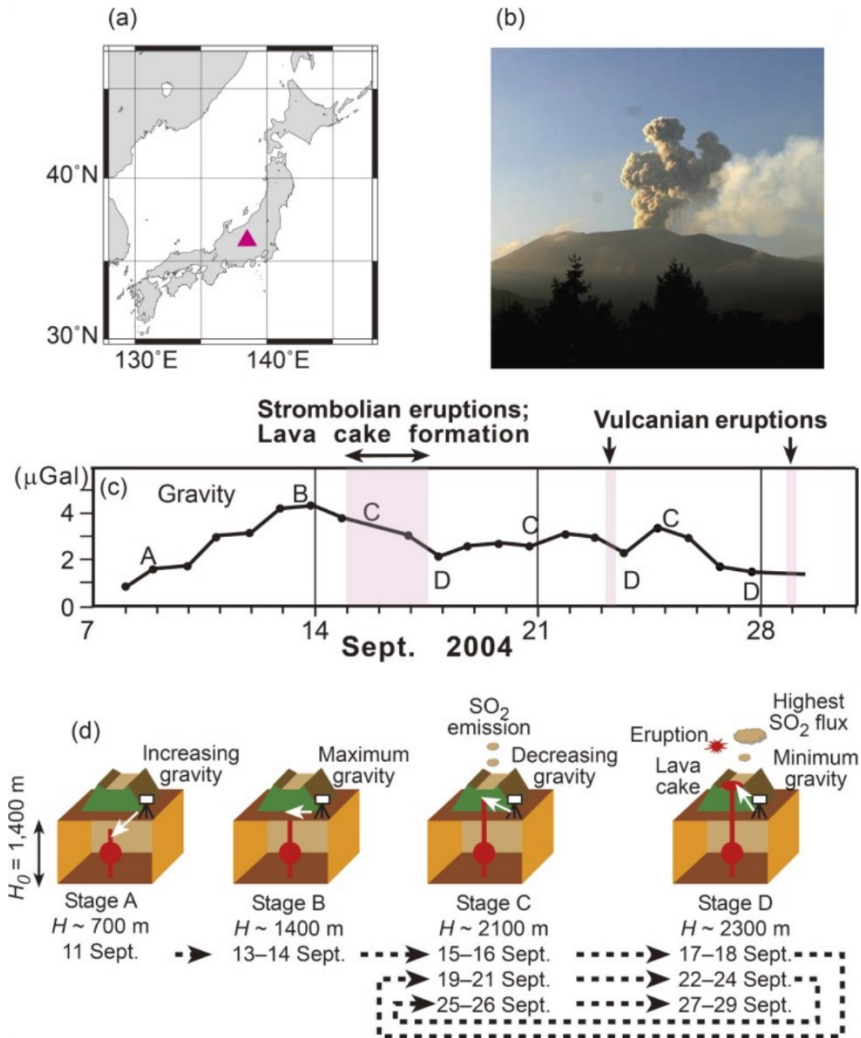 (a)
(b)
40°N
30°N
130°E 140°E
Strombolian eruptions;
Lava cake formation
Vulcanian eruptions
(μGal)
(c) Gravity
4
2
0
A
B
C
D
C
D
C
D
7 14 21 28
Sept. 2004
(d)
Increasing
gravity
Maximum
gravity
SO2
emission
Decreasing
gravity
Highest
SO2 flux
Eruption
Lava
cake
Minimum
gravity
H0 = 1,400 m
Stage A
H ~ 700 m
11 Sept.
Stage B
H ~ 1400 m
13–14 Sept.
Stage C
H ~ 2100 m
15–16 Sept.
19–21 Sept.
25–26 Sept.
Stage D
H ~ 2300 m
17–18 Sept.
22–24 Sept.
27–29 Sept.